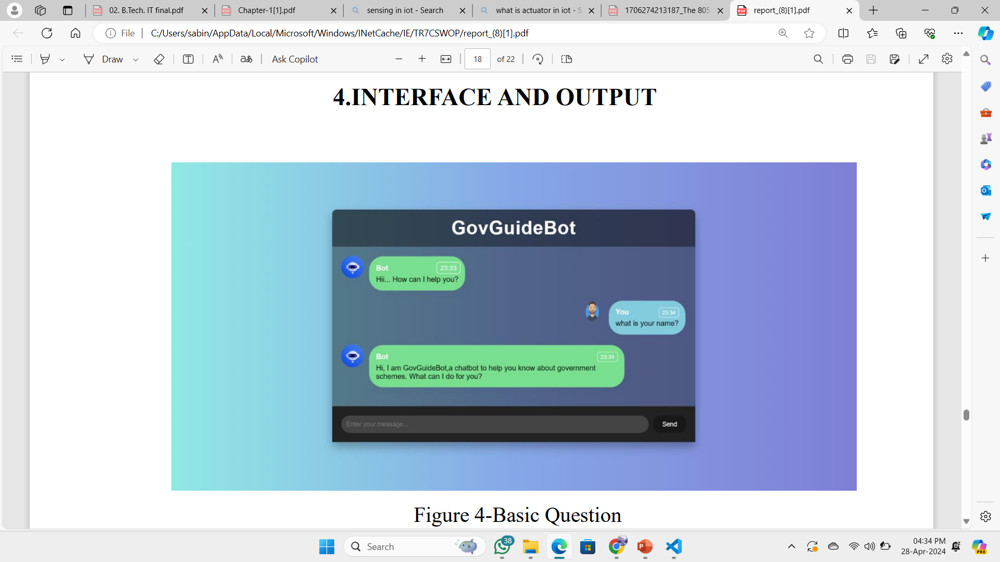 02. B.Tech. IT final.pdf
Chapter-1[1].pdf
sensing in iot - Search
what is actuator in iot - S
1706274213187_The 805
report_(8)[1].pdf
File
C:/Users/sabin/AppData/Local/Microsoft/Windows/INetCache/IE/TR7CSWOP/report_(8)[1].pdf
Draw
Ask Copilot
18 of 22
4.INTERFACE AND OUTPUT
GovGuideBot
Bot 23:33
Hii... How can I help you?
You 23:34
what is your name?
Bot 23:34
Hi, I am GovGuideBot,a chatbot to help you know about government
schemes. What can I do for you?
Enter your message...
Send
Figure 4-Basic Question
Search
38
04:34 PM
28-Apr-2024
PRE